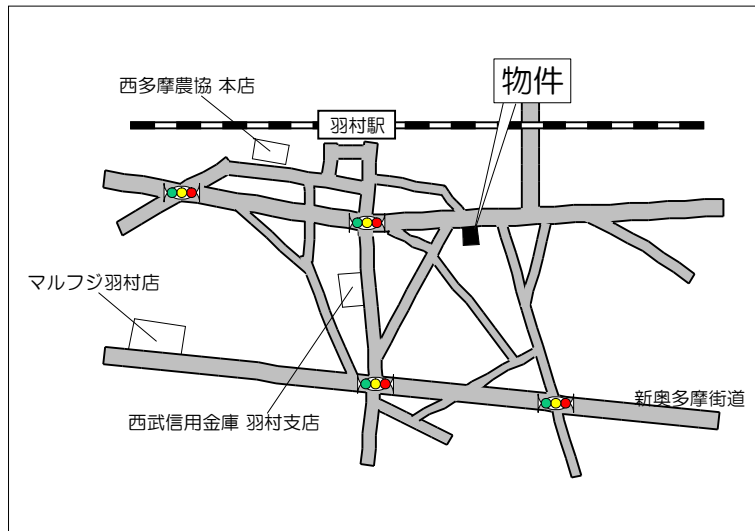 物件
西多摩農協 本店
羽村駅
マルフジ羽村店
新奥多摩街道
西武信用金庫 羽村支店